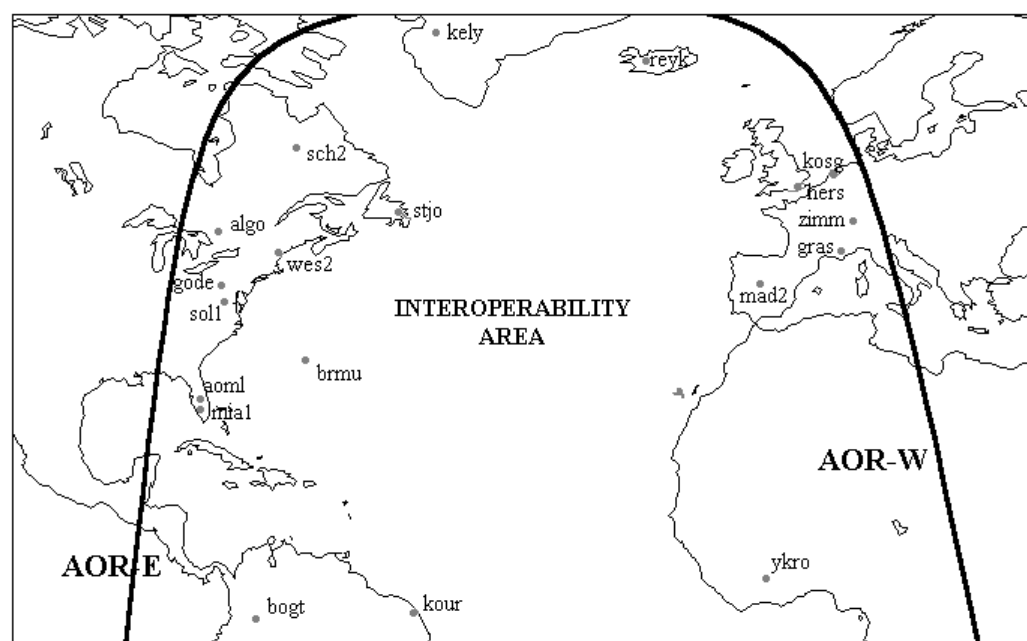 kely
reyk
sch2
kosg
hers
stjo
algo
zimm
wes2
gras
gode
mad2
sol1
INTEROPERABILITY
AREA
brmu
aoml
mia1
AOR-W
AOR-E
ykro
bogt
kour